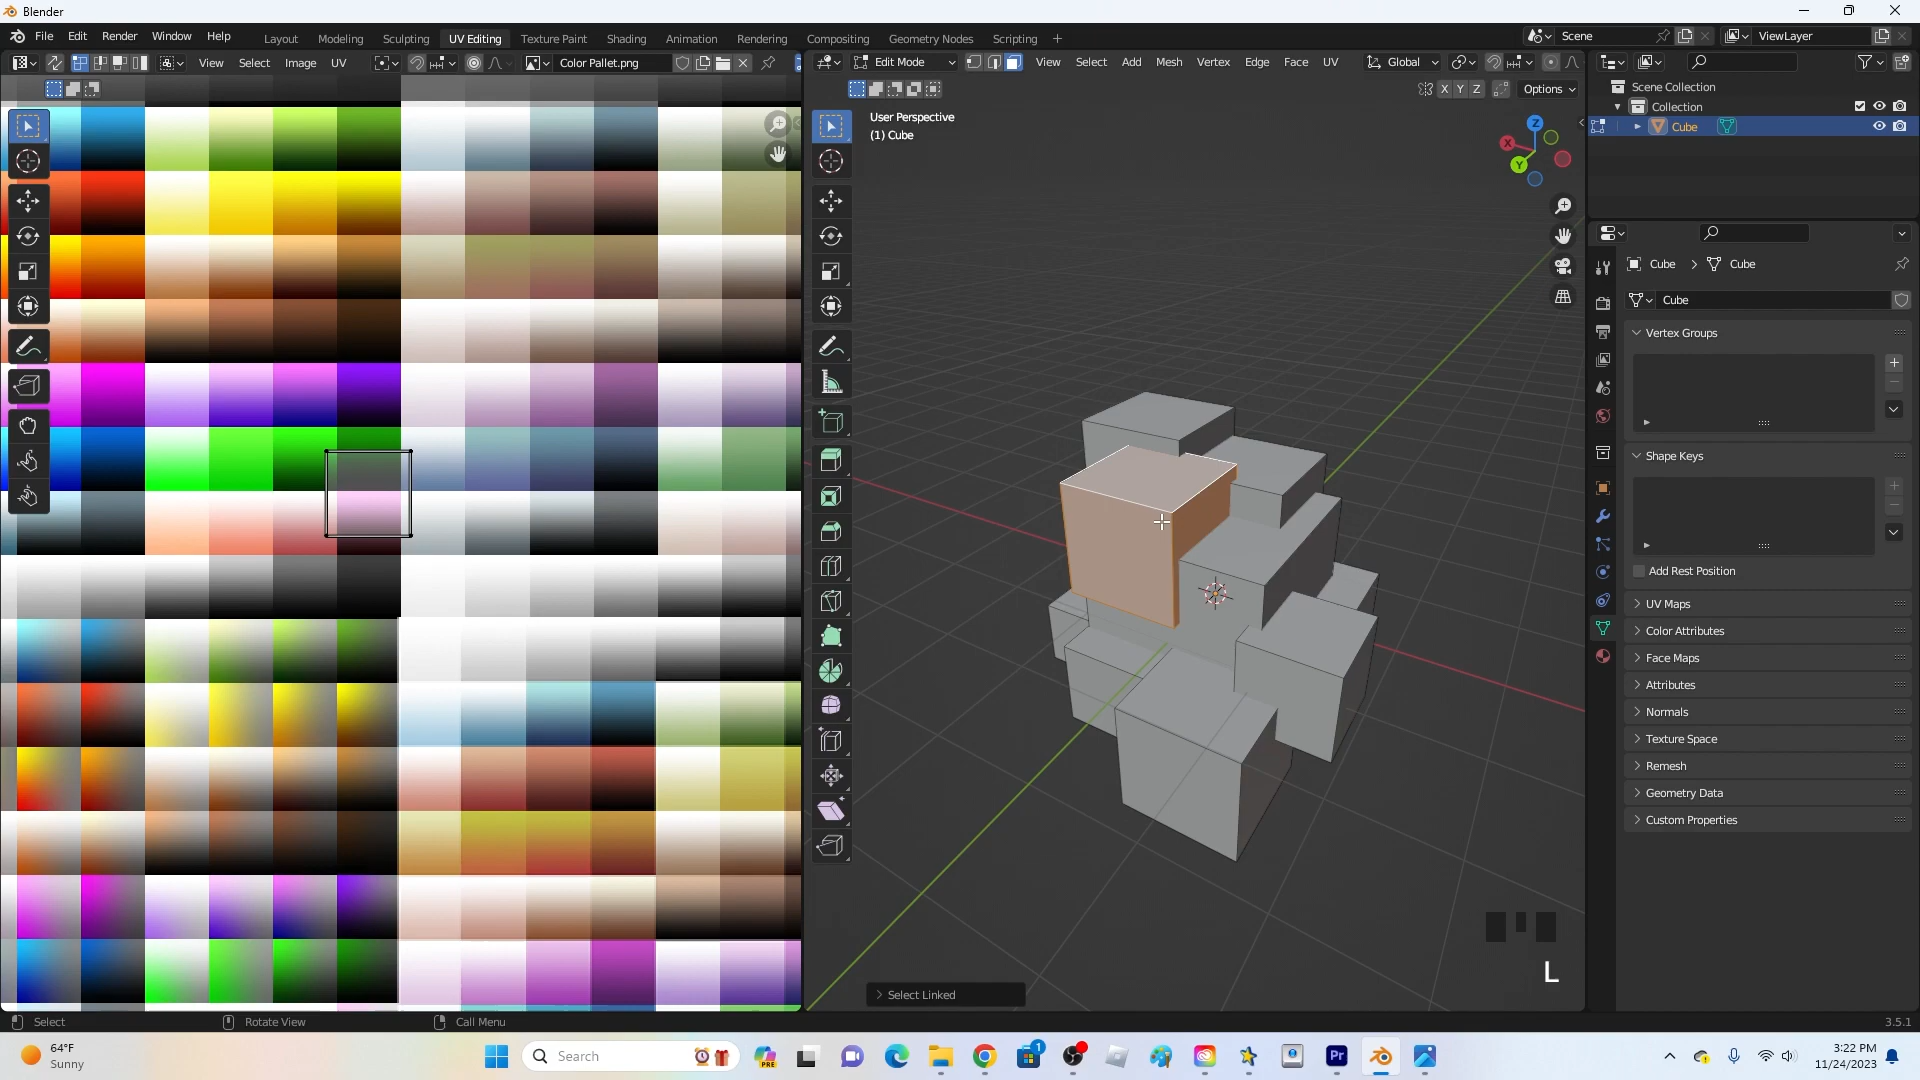 Blender
File Edit Render Window Help Layout Modeling Sculpting UV Editing Texture Paint Shading Animation Rendering Compositing Geometry Nodes Scripting + Scene ViewLayer
View Select Image UV Color Pallet.png Edit Mode View Select Add Mesh Vertex Edge Face UV Global
X Y Z Options
User Perspective
(1) Cube
Scene Collection
Collection
Cube
Z
X
Y
Cube > Cube
Cube
Vertex Groups
Shape Keys
Add Rest Position
UV Maps
Color Attributes
Face Maps
Attributes
Normals
Texture Space
Remesh
Geometry Data
Custom Properties
L
Select Linked
Select Rotate View Call Menu 3.5.1
64°F
Sunny
Search
PRE
1
Pr
3:22 PM
11/24/2023